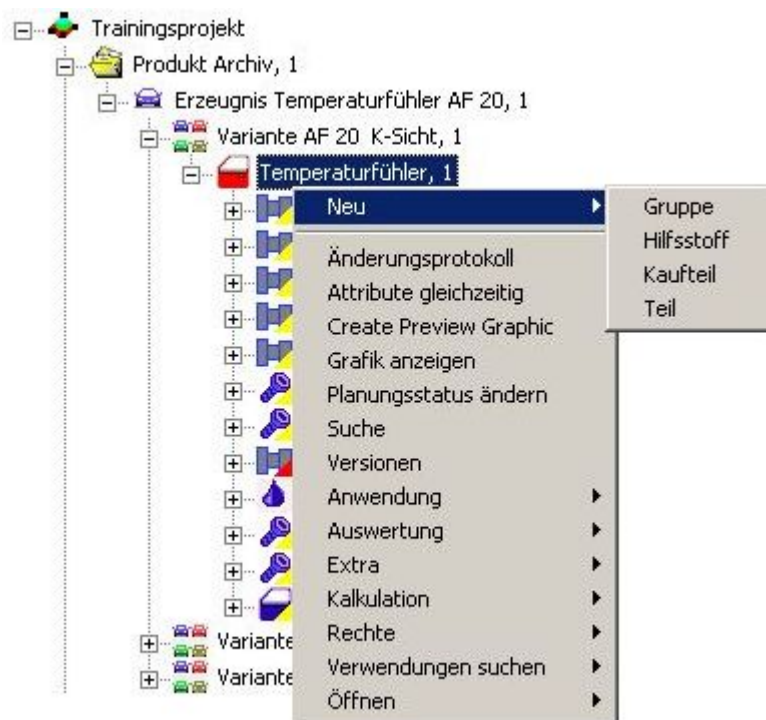 Trainingsprojekt
Produkt Archiv, 1
Erzeugnis Temperaturfühler AF 20, 1
Variante AF 20 K-Sicht, 1
Temperaturfühler, 1
Neu
Gruppe
Hilfsstoff
Kaufteil
Teil
Änderungsprotokoll
Attribute gleichzeitig
Create Preview Graphic
Grafik anzeigen
Planungsstatus ändern
Suche
Versionen
Anwendung
Auswertung
Extra
Kalkulation
Rechte
Verwendungen suchen
Öffnen
Variante
Variante